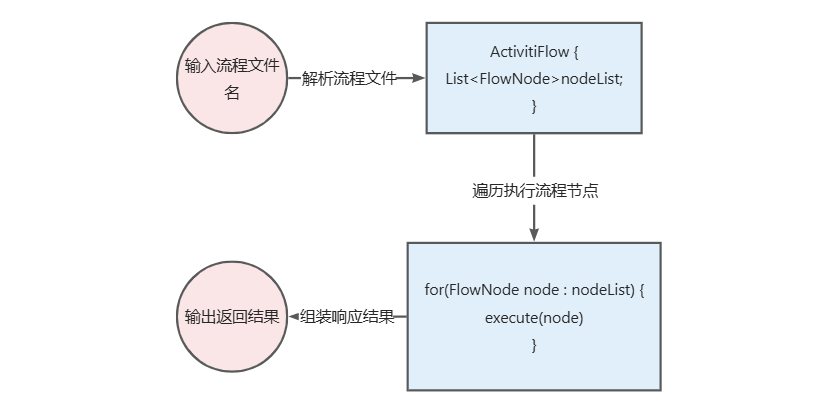 输入流程文件
名
解析流程文件
ActivitiFlow {
List<FlowNode>nodeList;
}
遍历执行流程节点
for(FlowNode node : nodeList) {
execute(node)
}
组装响应结果
输出返回结果